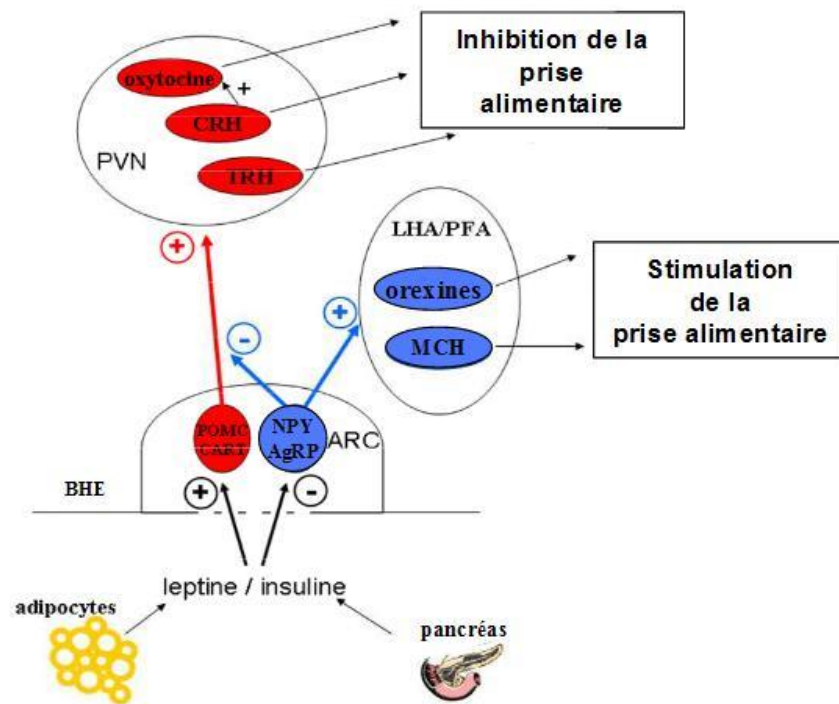 Inhibition de la
prise
alimentaire
oxytocine
+
CRH
PVN
TRH
LHA/PFA
orexines
MCH
Stimulation
de la
prise alimentaire
+
-
+
POMC
CART
NPY
AgRP
ARC
BHE
+
-
leptine / insuline
adipocytes
pancréas